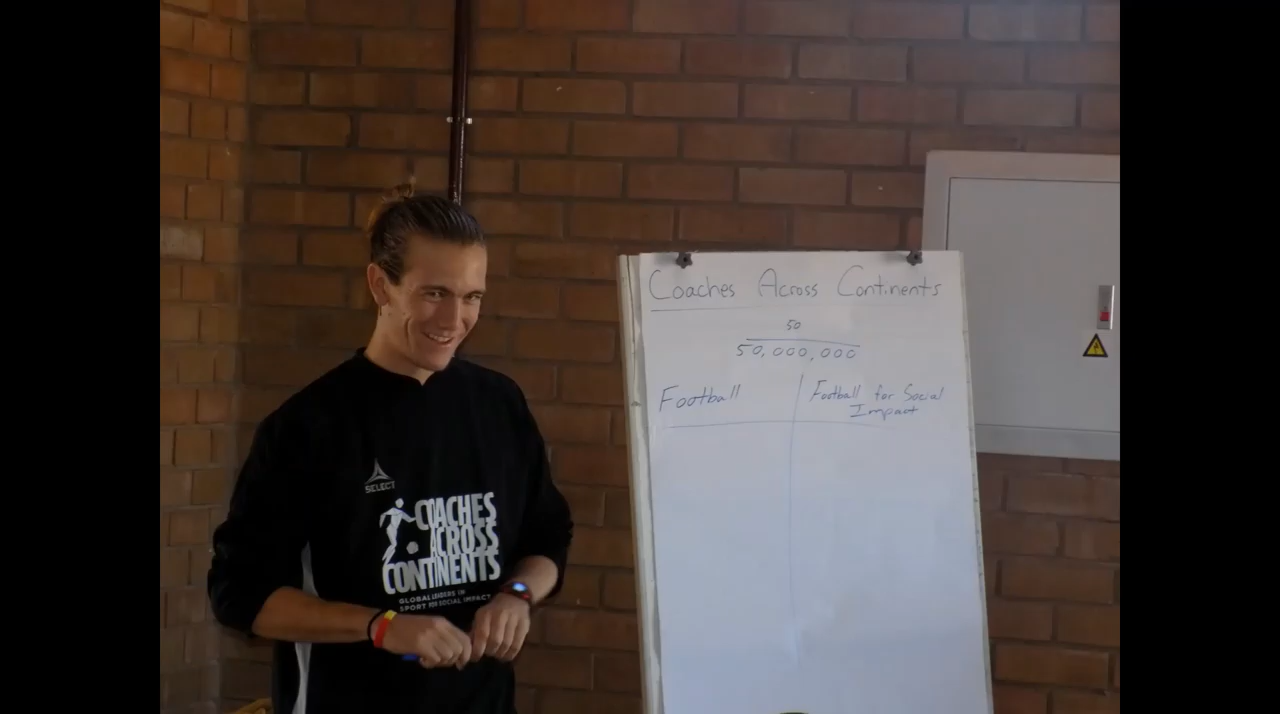 Coaches Across Continents
50
50,000,000
Football
Football for Social
Impact
SELECT
COACHES
ACROSS
CONTINENTS
GLOBAL LEADERS IN
SPORT FOR SOCIAL IMPACT